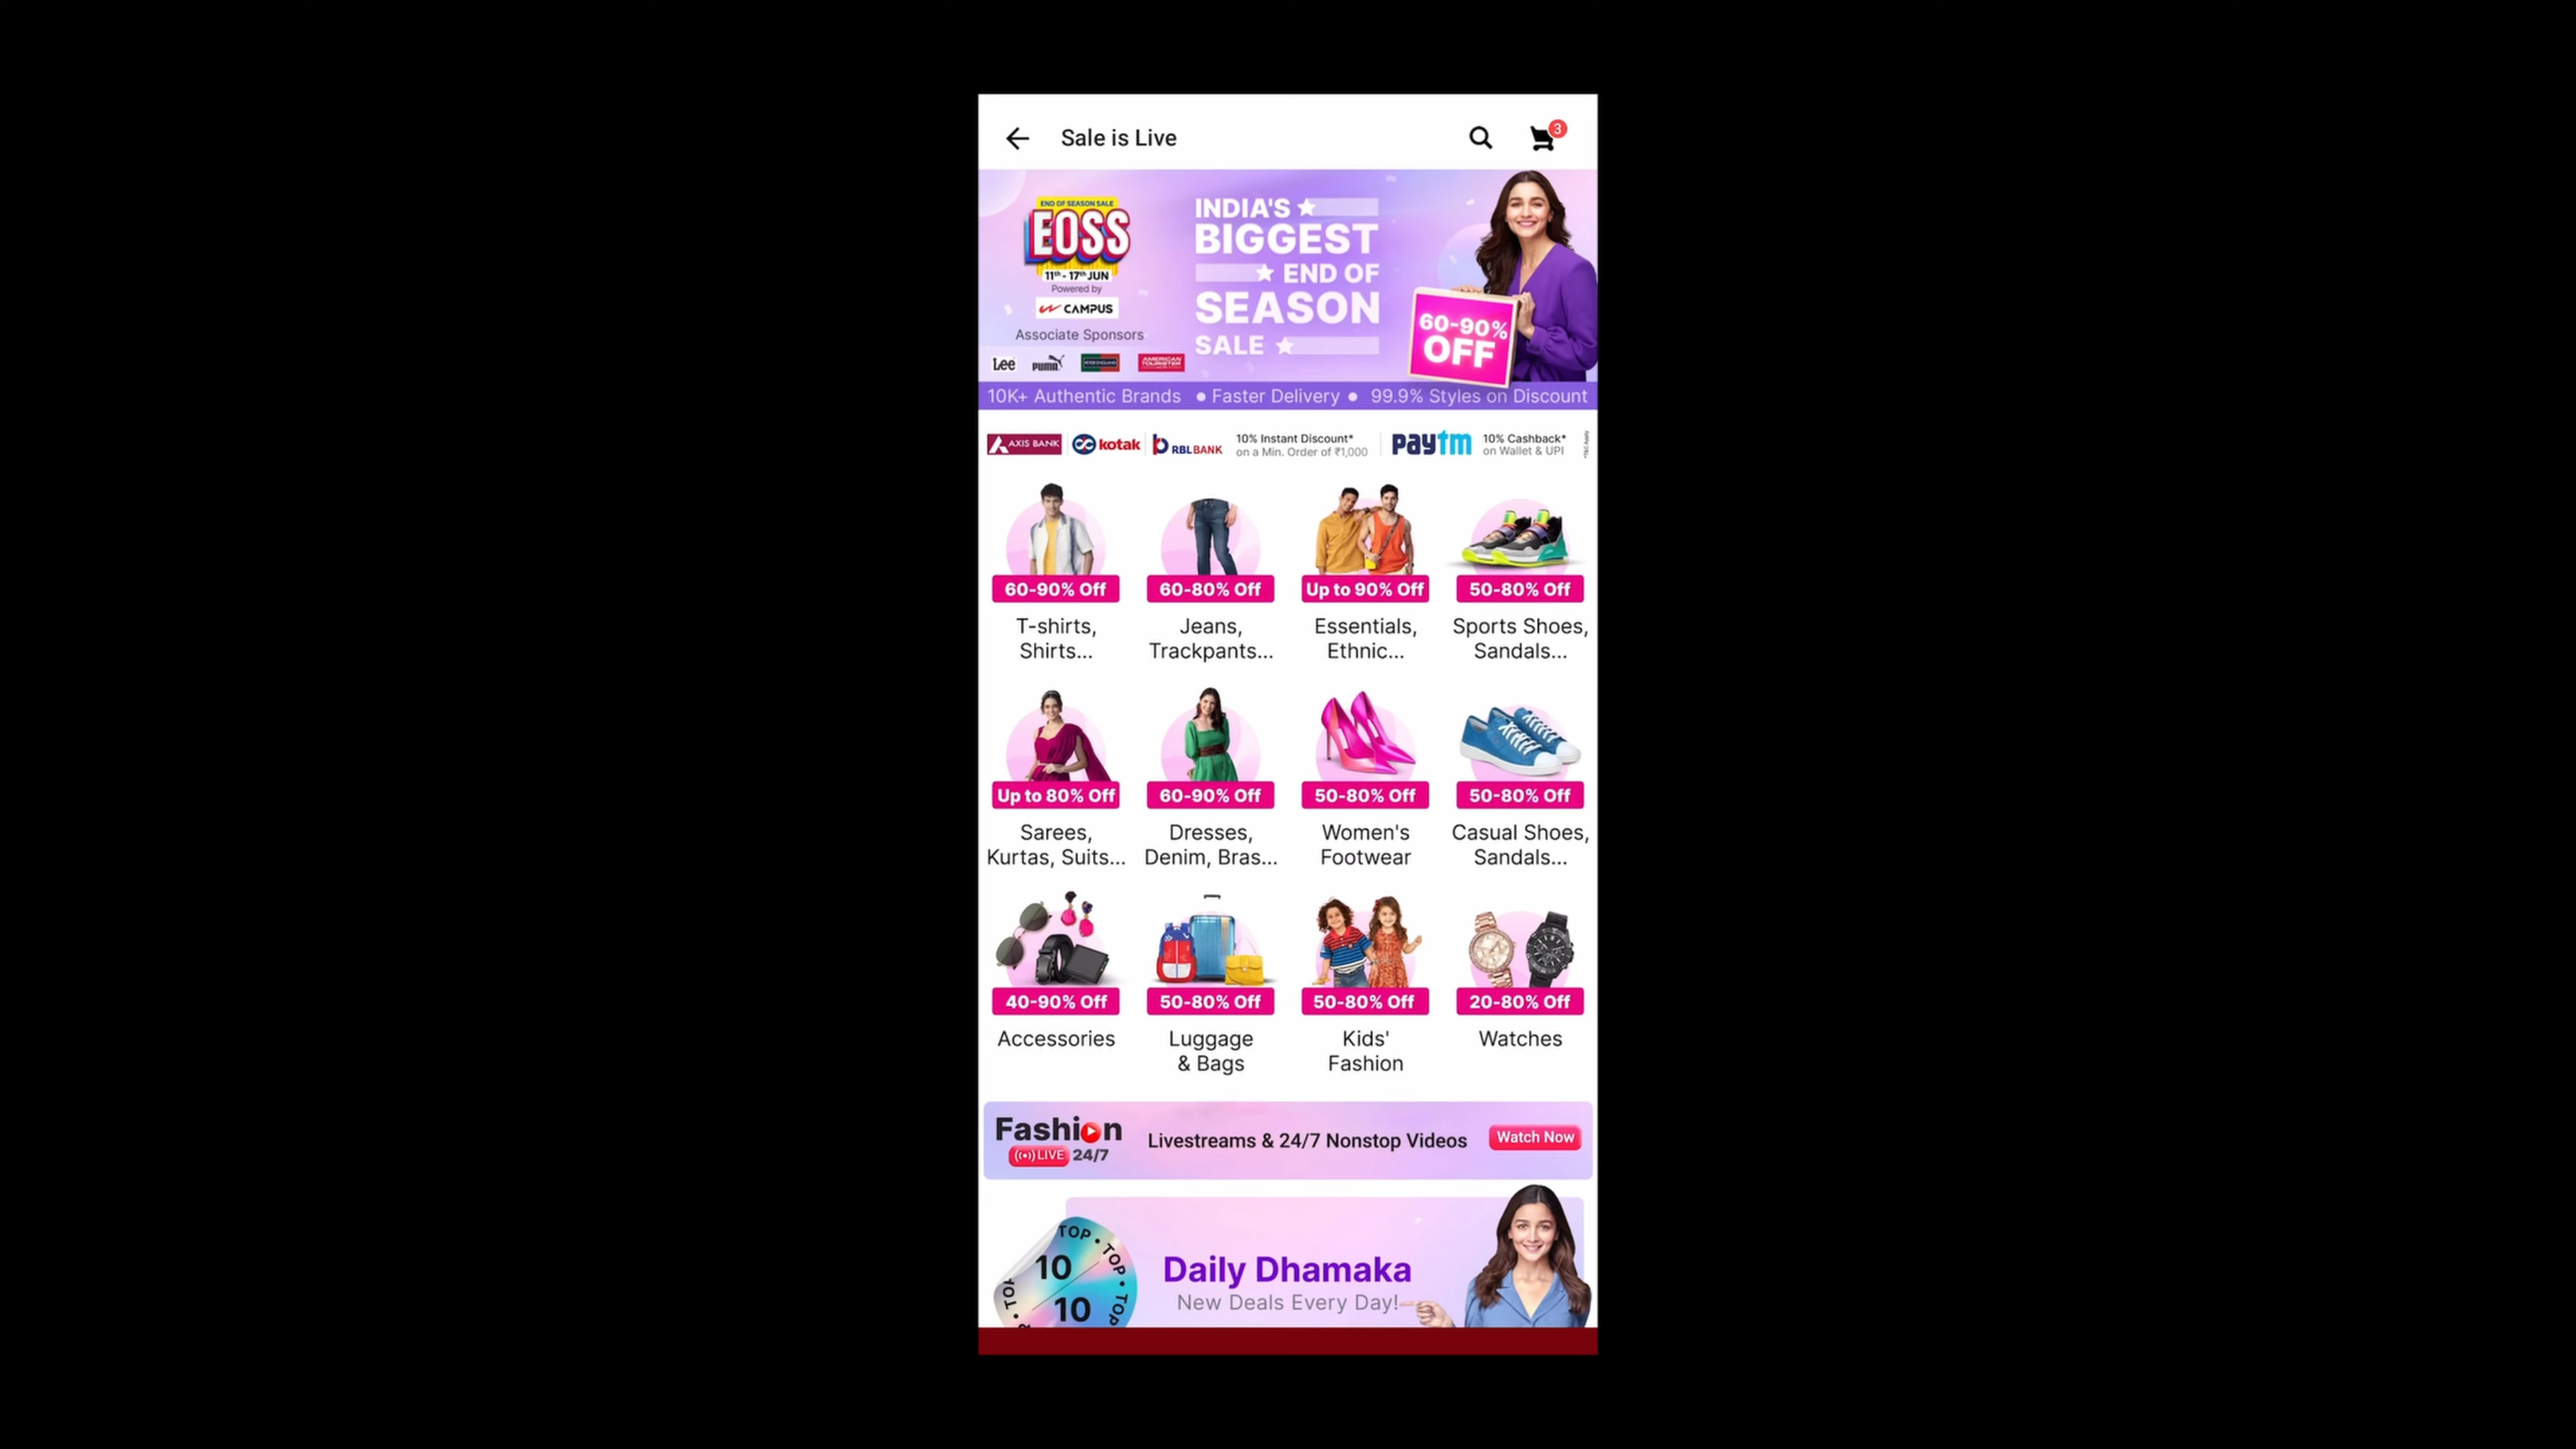 Sale is Live
3
END OF SEASON SALE
EOSS
11th - 17th JUN
Powered by
CAMPUS
Associate Sponsors
Lee
PUMA
AMERICAN
TOURISTER
INDIA'S
BIGGEST
END OF
SEASON
SALE
60-90%
OFF
10K+ Authentic Brands • Faster Delivery • 99.9% Styles on Discount
AXIS BANK
kotak
RBL BANK
10% Instant Discount*
on a Min. Order of ₹1,000
paytm
10% Cashback*
on Wallet & UPI
60-90% Off
T-shirts,
Shirts...
60-80% Off
Jeans,
Trackpants...
Up to 90% Off
Essentials,
Ethnic...
50-80% Off
Sports Shoes,
Sandals...
Up to 80% Off
Sarees,
Kurtas, Suits...
60-90% Off
Dresses,
Denim, Bras...
50-80% Off
Women's
Footwear
50-80% Off
Casual Shoes,
Sandals...
40-90% Off
Accessories
50-80% Off
Luggage
& Bags
50-80% Off
Kids'
Fashion
20-80% Off
Watches
Fashion
LIVE 24/7
Livestreams & 24/7 Nonstop Videos
Watch Now
TOP • TOP • TOP
• TOP
10
10
Daily Dhamaka
New Deals Every Day!